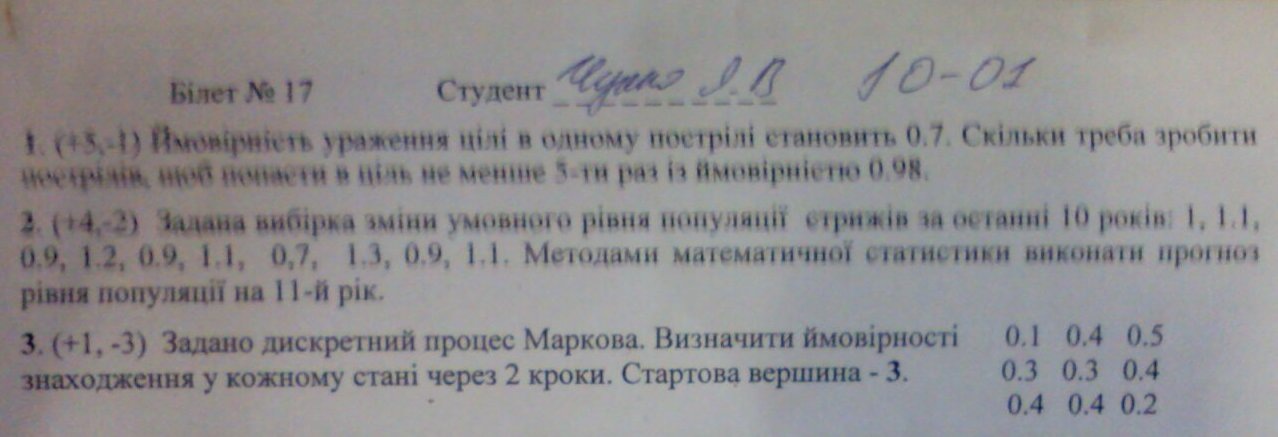 Білет № 17 Студент Я.В 10-01
1. (+5,-1) Ймовірність ураження цілі в одному пострілі становить 0.7. Скільки треба зробити
пострілів, щоб попасти в ціль не менше 5-ти раз із ймовірністю 0.98.
2. (+4,-2) Задана вибірка зміни умовного рівня популяції стрижів за останні 10 років: 1, 1.1,
0.9, 1.2, 0.9, 1.1, 0,7, 1.3, 0.9, 1.1. Методами математичної статистики виконати прогноз
рівня популяції на 11-й рік.
3. (+1, -3) Задано дискретний процес Маркова. Визначити ймовірності 0.1 0.4 0.5
знаходження у кожному стані через 2 кроки. Стартова вершина - 3. 0.3 0.3 0.4
0.4 0.4 0.2